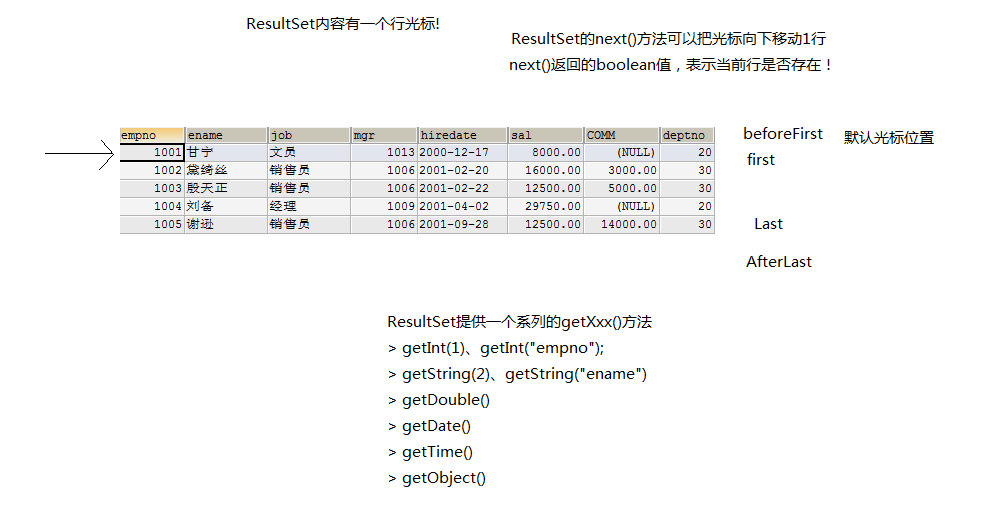 ResultSet内容有一个行光标!
ResultSet的next()方法可以把光标向下移动1行
next()返回的boolean值，表示当前行是否存在！
empno ename job mgr hiredate sal COMM deptno
1001 甘宁 文员 1013 2000-12-17 8000.00 (NULL) 20
1002 黛绮丝 销售员 1006 2001-02-20 16000.00 3000.00 30
1003 殷天正 销售员 1006 2001-02-22 12500.00 5000.00 30
1004 刘备 经理 1009 2001-04-02 29750.00 (NULL) 20
1005 谢逊 销售员 1006 2001-09-28 12500.00 14000.00 30
beforeFirst 默认光标位置
first
Last
AfterLast
ResultSet提供一个系列的getXxx()方法
> getInt(1)、getInt("empno");
> getString(2)、getString("ename")
> getDouble()
> getDate()
> getTime()
> getObject()